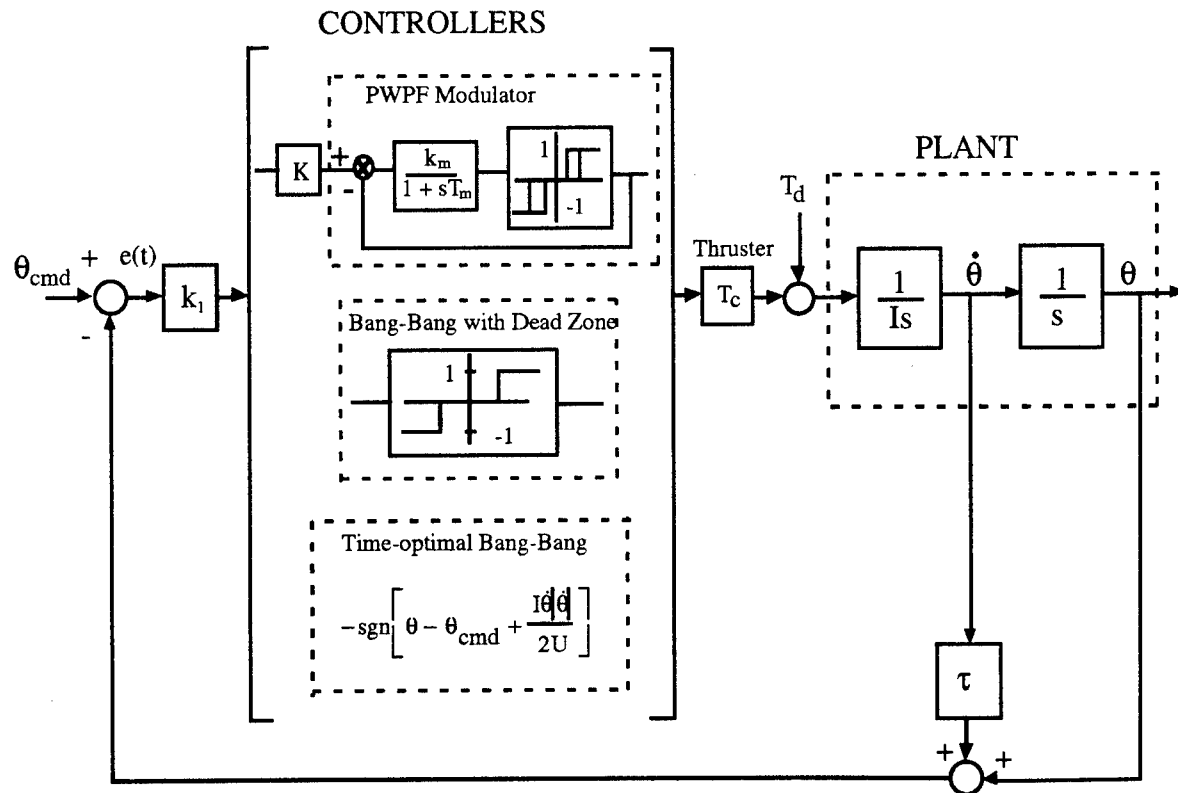 CONTROLLERS
PWPF Modulator
K
+
-
k_m
1 + sT_m
1
-1
PLANT
T_d
Thruster
T_c
1
Is
θ̇
1
s
θ
θ_cmd
+
-
e(t)
k_1
Bang-Bang with Dead Zone
1
-1
Time-optimal Bang-Bang
-sgn[θ - θ_cmd + Iθ̇|θ̇|
2U]
τ
+
+